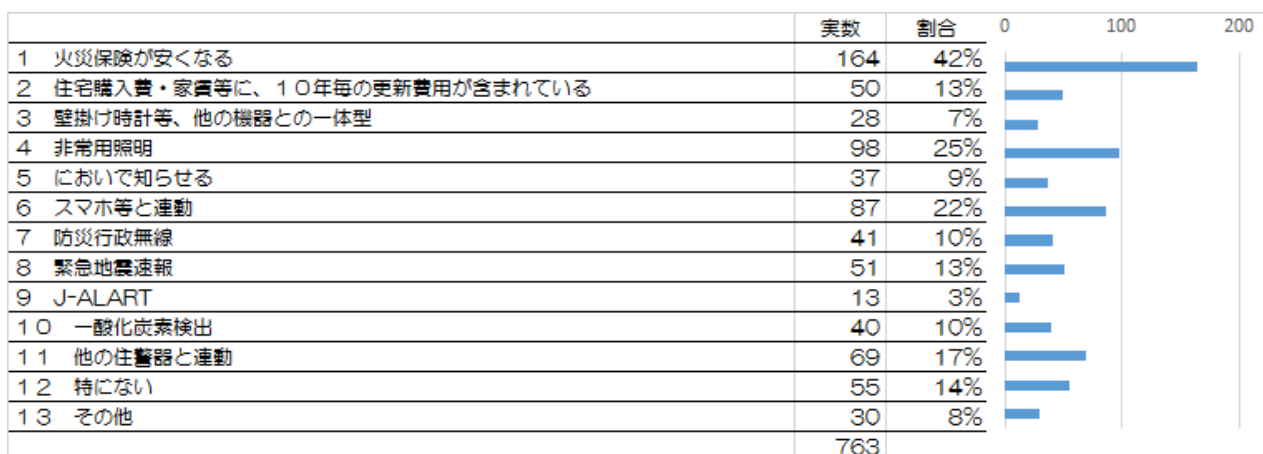 実数 割合 0 100 200
1 火災保険が安くなる 164 42%
2 住宅購入費・家賃等に、１０年毎の更新費用が含まれている 50 13%
3 壁掛け時計等、他の機器との一体型 28 7%
4 非常用照明 98 25%
5 においで知らせる 37 9%
6 スマホ等と連動 87 22%
7 防災行政無線 41 10%
8 緊急地震速報 51 13%
9 J-ALART 13 3%
１０ 一酸化炭素検出 40 10%
１１ 他の住警器と連動 69 17%
１２ 特にない 55 14%
１３ その他 30 8%
763